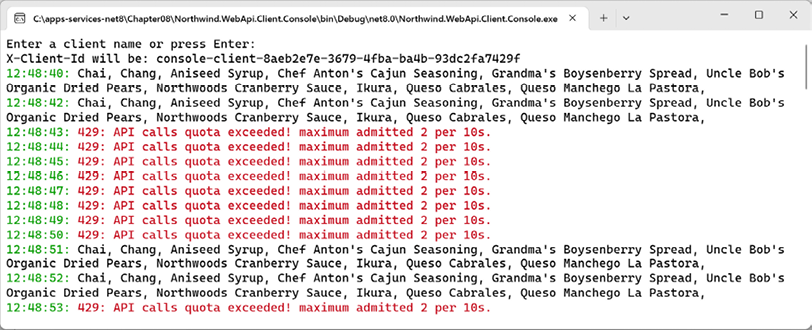 C:\apps-services-net8\Chapter08\Northwind.WebApi.Client.Console\bin\Debug\net8.0\Northwind.WebApi.Client.Console.exe
Enter a client name or press Enter:
X-Client-Id will be: console-client-8aeb2e7e-3679-4fba-ba4b-93dc2fa7429f
12:48:40: Chai, Chang, Aniseed Syrup, Chef Anton's Cajun Seasoning, Grandma's Boysenberry Spread, Uncle Bob's
Organic Dried Pears, Northwoods Cranberry Sauce, Ikura, Queso Cabrales, Queso Manchego La Pastora,
12:48:42: Chai, Chang, Aniseed Syrup, Chef Anton's Cajun Seasoning, Grandma's Boysenberry Spread, Uncle Bob's
Organic Dried Pears, Northwoods Cranberry Sauce, Ikura, Queso Cabrales, Queso Manchego La Pastora,
12:48:43: 429: API calls quota exceeded! maximum admitted 2 per 10s.
12:48:44: 429: API calls quota exceeded! maximum admitted 2 per 10s.
12:48:45: 429: API calls quota exceeded! maximum admitted 2 per 10s.
12:48:46: 429: API calls quota exceeded! maximum admitted 2 per 10s.
12:48:47: 429: API calls quota exceeded! maximum admitted 2 per 10s.
12:48:48: 429: API calls quota exceeded! maximum admitted 2 per 10s.
12:48:49: 429: API calls quota exceeded! maximum admitted 2 per 10s.
12:48:50: 429: API calls quota exceeded! maximum admitted 2 per 10s.
12:48:51: Chai, Chang, Aniseed Syrup, Chef Anton's Cajun Seasoning, Grandma's Boysenberry Spread, Uncle Bob's
Organic Dried Pears, Northwoods Cranberry Sauce, Ikura, Queso Cabrales, Queso Manchego La Pastora,
12:48:52: Chai, Chang, Aniseed Syrup, Chef Anton's Cajun Seasoning, Grandma's Boysenberry Spread, Uncle Bob's
Organic Dried Pears, Northwoods Cranberry Sauce, Ikura, Queso Cabrales, Queso Manchego La Pastora,
12:48:53: 429: API calls quota exceeded! maximum admitted 2 per 10s.